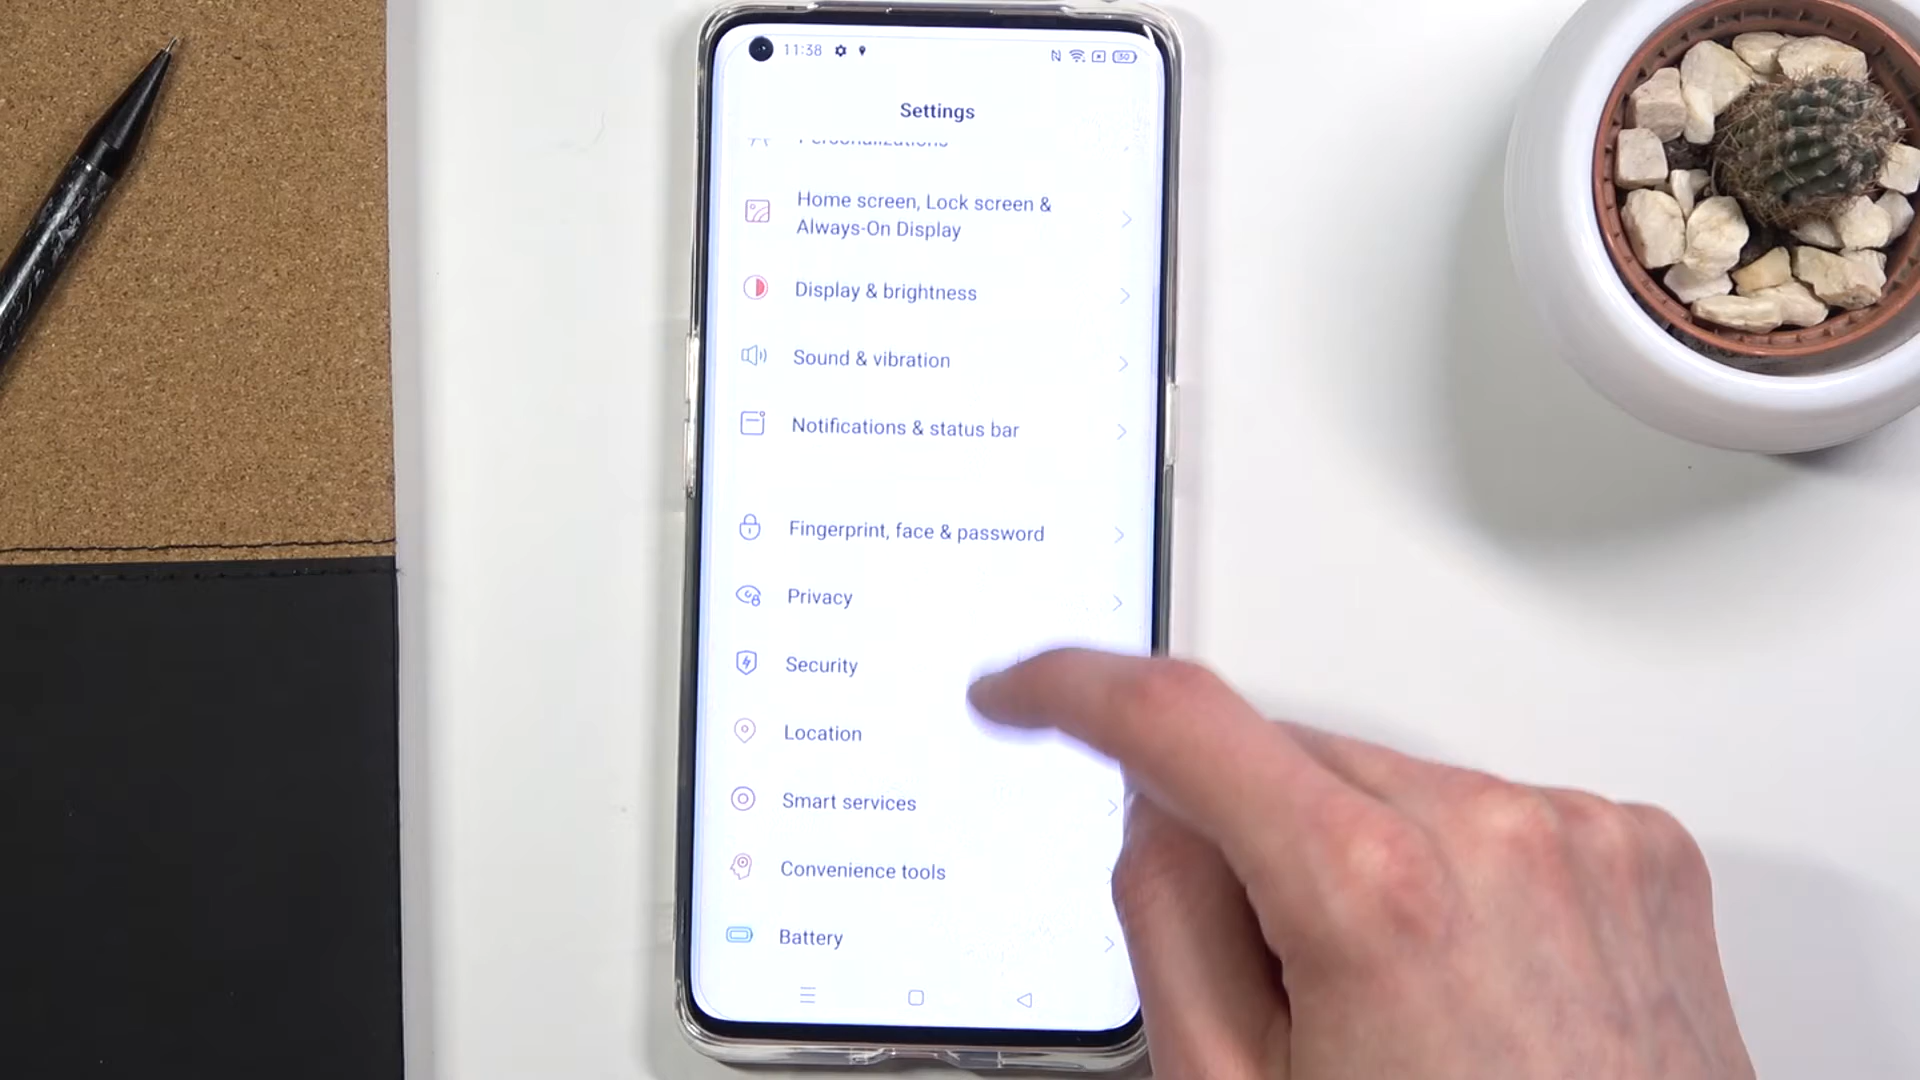 11:38
30
Settings
Personalizations
Home screen, Lock screen &
Always-On Display
Display & brightness
Sound & vibration
Notifications & status bar
Fingerprint, face & password
Privacy
Security
Location
Smart services
Convenience tools
Battery